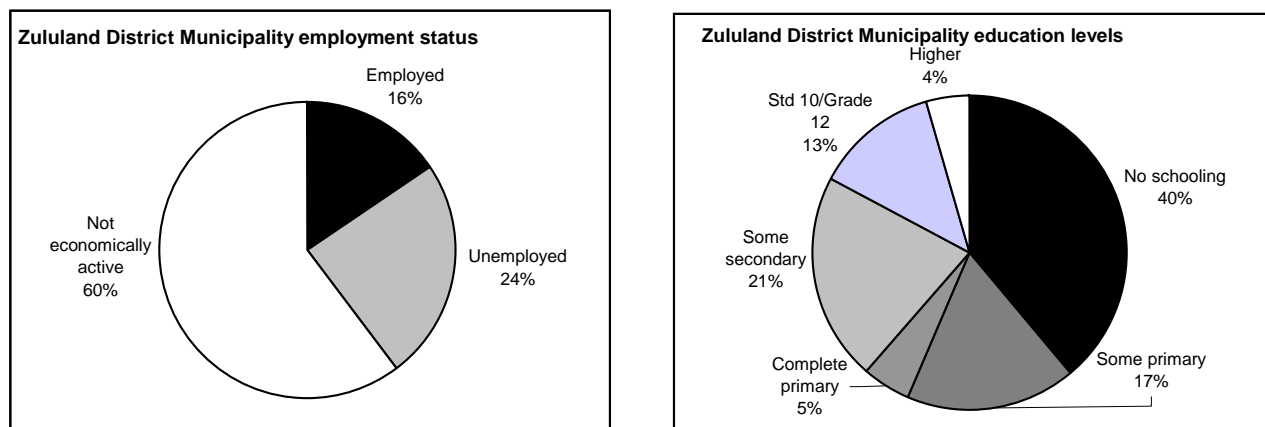 Zululand District Municipality employment status
Employed
16%
Unemployed
24%
Not
economically
active
60%
Zululand District Municipality education levels
Higher
4%
Std 10/Grade
12
13%
No schooling
40%
Some
secondary
21%
Complete
primary
5%
Some primary
17%